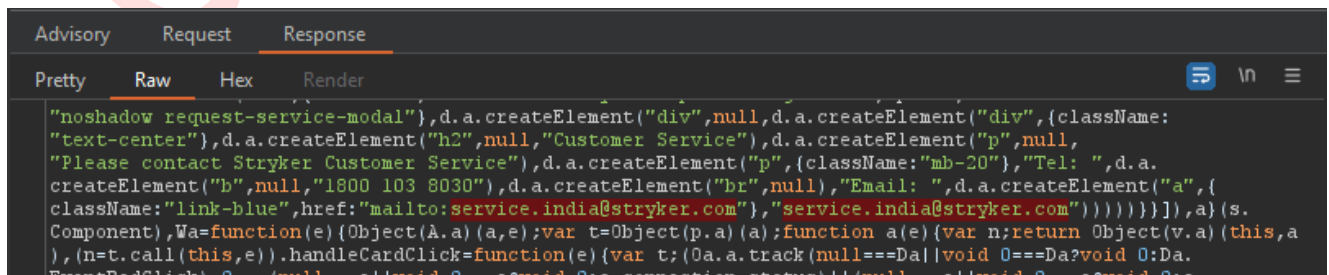 Advisory Request Response
Pretty Raw Hex Render \n
"noshadow request-service-modal"},d.a.createElement("div",null,d.a.createElement("div",{className:
"text-center"},d.a.createElement("h2",null,"Customer Service"),d.a.createElement("p",null,
"Please contact Stryker Customer Service"),d.a.createElement("p",{className:"mb-20"},"Tel: ",d.a.
createElement("b",null,"1800 103 8030"),d.a.createElement("br",null),"Email: ",d.a.createElement("a",{
className:"link-blue",href:"mailto:service.india@stryker.com"},"service.india@stryker.com")))))}}]),a}(s.
Component),Wa=function(e){Object(A.a)(a,e);var t=Object(p.a)(a);function a(e){var n;return Object(v.a)(this,a
),(n=t.call(this,e)).handleCardClick=function(e){var t;(Oa.a.track(null===Da||void 0===Da?void 0:Da.